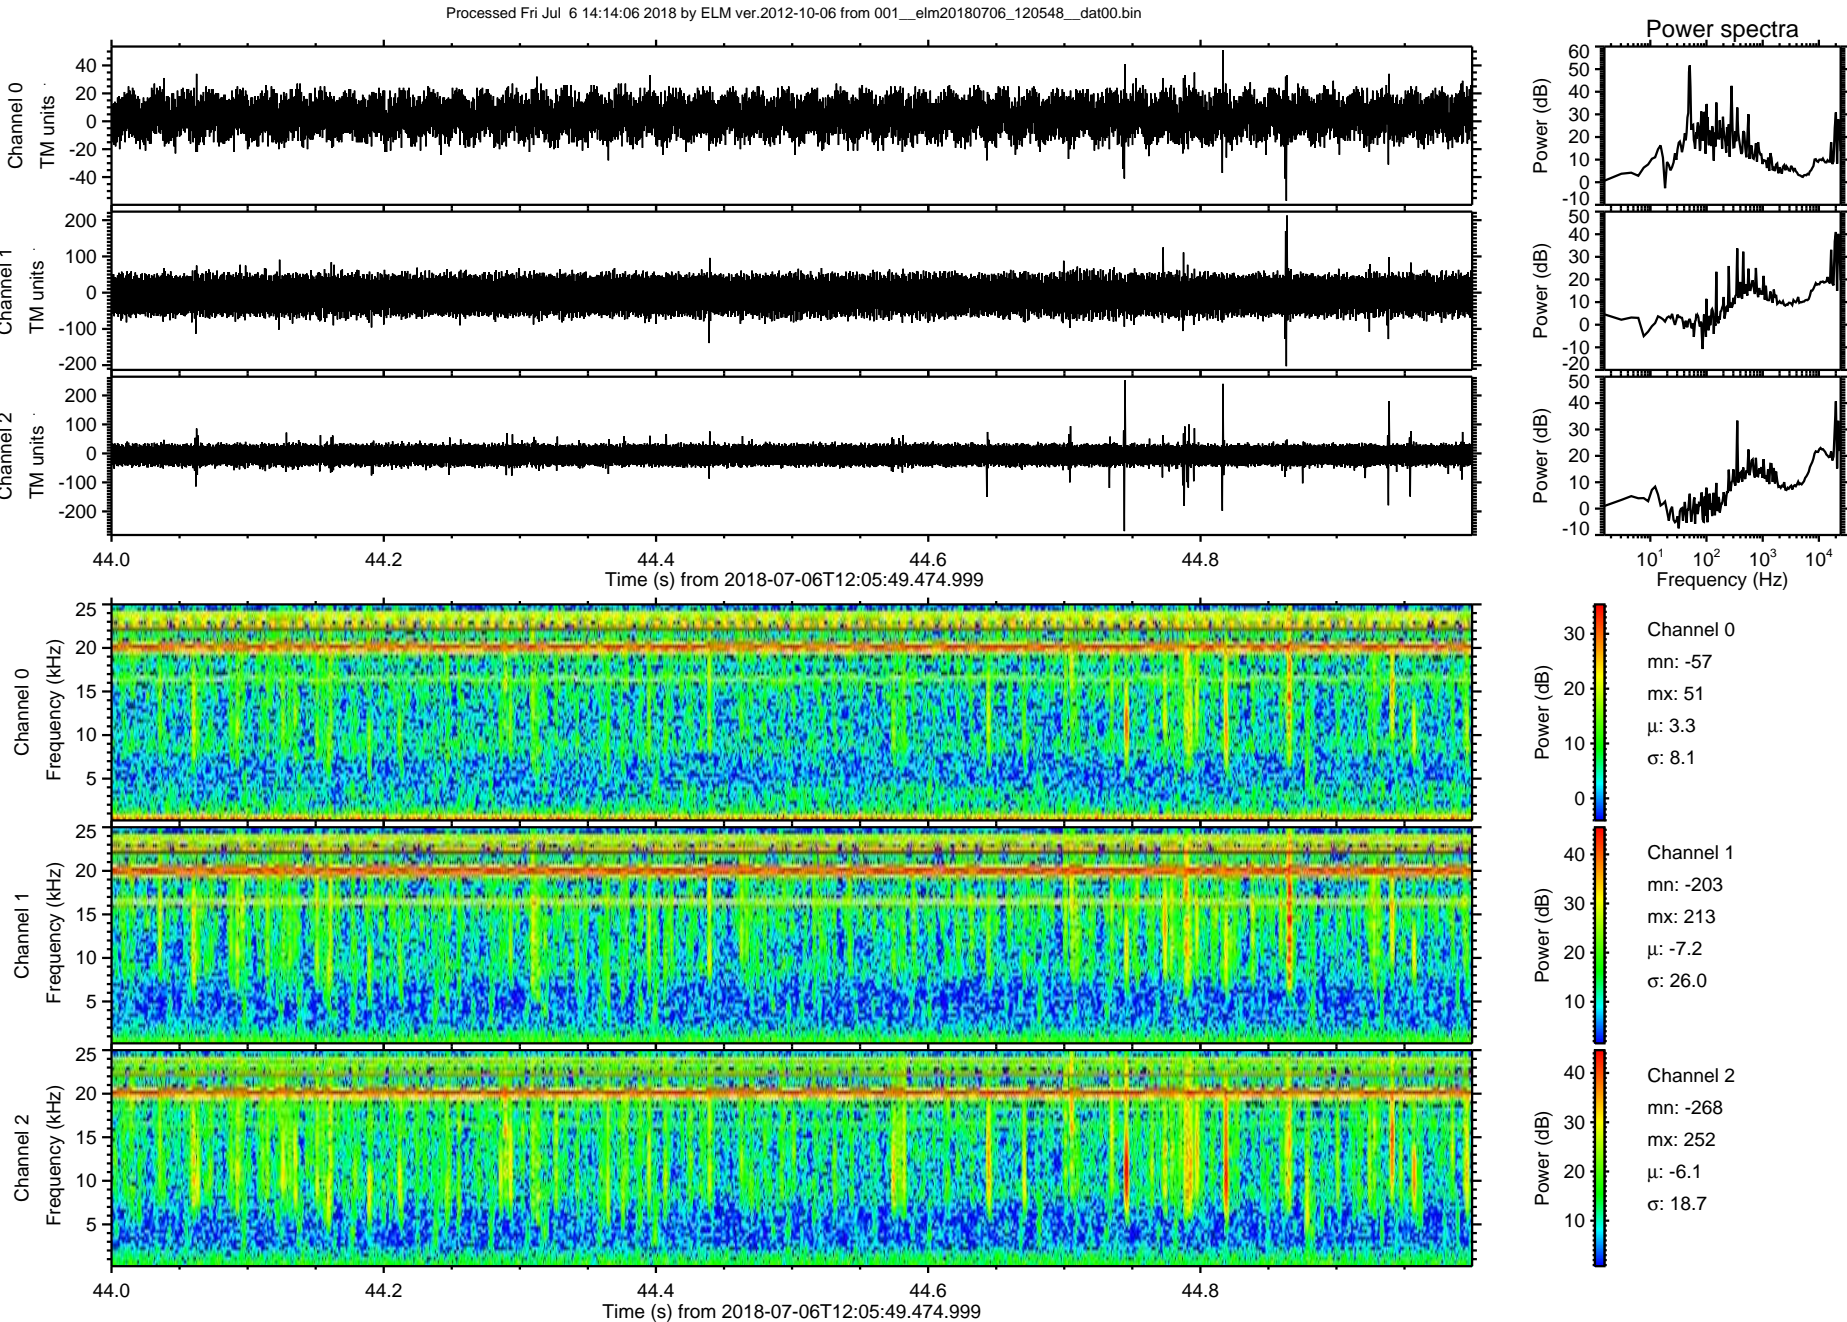 Processed Fri Jul  6 14:14:06 2018 by ELM ver.2012-10-06 from 001__elm20180706_120548__dat00.bin
Power spectra
Channel 0
TM units
40
20
0
-20
-40
Power (dB)
60
50
40
30
20
10
0
-10
Channel 1
TM units
200
100
0
-100
-200
Power (dB)
50
40
30
20
10
0
-10
-20
Channel 2
TM units
200
100
0
-100
-200
Power (dB)
50
40
30
20
10
0
-10
44.0 44.2 44.4 44.6 44.8
Time (s) from 2018-07-06T12:05:49.474.999
10¹ 10² 10³ 10⁴
Frequency (Hz)
Channel 0
Frequency (kHz)
25
20
15
10
5
Power (dB)
30
20
10
0
Channel 0
mn: -57
mx: 51
μ: 3.3
σ: 8.1
Channel 1
Frequency (kHz)
25
20
15
10
5
Power (dB)
40
30
20
10
Channel 1
mn: -203
mx: 213
μ: -7.2
σ: 26.0
Channel 2
Frequency (kHz)
25
20
15
10
5
Power (dB)
40
30
20
10
Channel 2
mn: -268
mx: 252
μ: -6.1
σ: 18.7
44.0 44.2 44.4 44.6 44.8
Time (s) from 2018-07-06T12:05:49.474.999